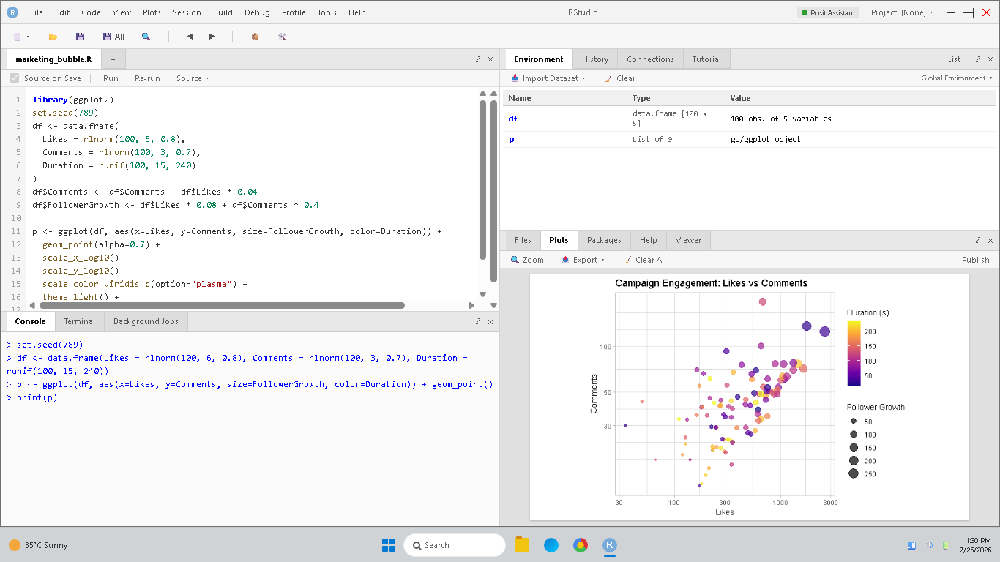 R File Edit Code View Plots Session Build Debug Profile Tools Help RStudio Posit Assistant Project: (None)
All
marketing_bubble.R +
Source on Save Run Re-run Source
1 library(ggplot2)
2 set.seed(789)
3 df <- data.frame(
4 Likes = rlnorm(100, 6, 0.8),
5 Comments = rlnorm(100, 3, 0.7),
6 Duration = runif(100, 15, 240)
7 )
8 df$Comments <- df$Comments + df$Likes * 0.04
9 df$FollowerGrowth <- df$Likes * 0.08 + df$Comments * 0.4
10
11 p <- ggplot(df, aes(x=Likes, y=Comments, size=FollowerGrowth, color=Duration)) +
12 geom_point(alpha=0.7) +
13 scale_x_log10() +
14 scale_y_log10() +
15 scale_color_viridis_c(option="plasma") +
16 theme_light() +
17
Console Terminal Background Jobs
> set.seed(789)
> df <- data.frame(Likes = rlnorm(100, 6, 0.8), Comments = rlnorm(100, 3, 0.7), Duration =
runif(100, 15, 240))
> p <- ggplot(df, aes(x=Likes, y=Comments, size=FollowerGrowth, color=Duration)) + geom_point()
> print(p)
Environment History Connections Tutorial List
Import Dataset Clear Global Environment
Name Type Value
df data.frame [100 × 5] 100 obs. of 5 variables
p List of 9 gg/ggplot object
Files Plots Packages Help Viewer
Zoom Export Clear All Publish
Campaign Engagement: Likes vs Comments
Comments
100
50
30
30 100 300 1000 3000
Likes
Duration (s)
200
150
100
50
Follower Growth
50
100
150
200
250
35°C Sunny
Search
R
1:30 PM
7/26/2026